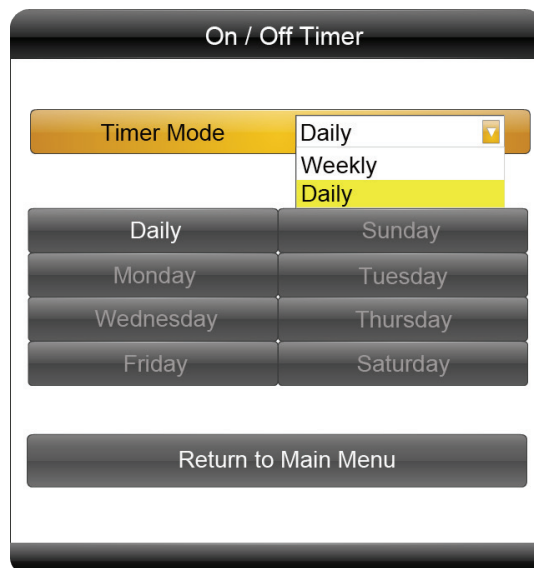 On / Off Timer
Timer Mode Daily
Weekly
Daily
Daily Sunday
Monday Tuesday
Wednesday Thursday
Friday Saturday
Return to Main Menu